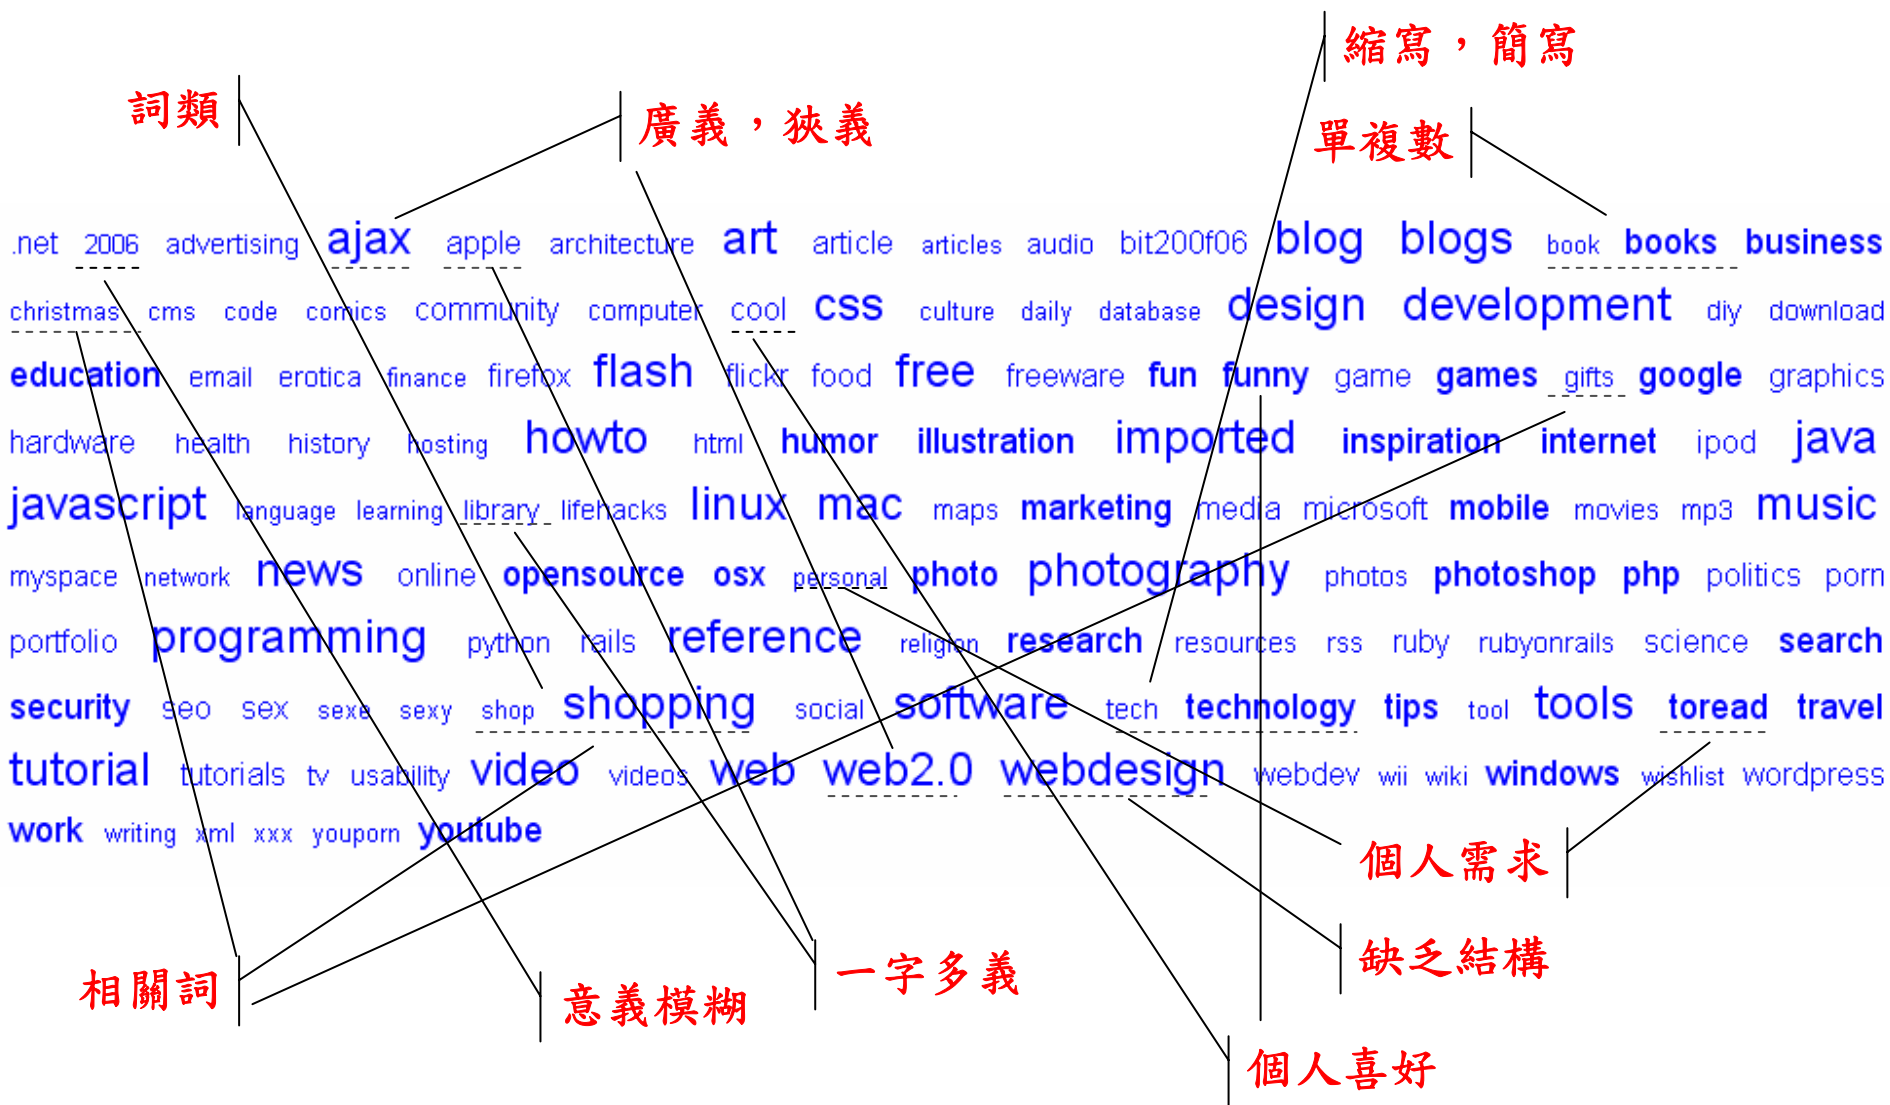 縮寫，簡寫
詞類
廣義，狹義
單複數
.net 2006 advertising ajax apple architecture art article articles audio bit200f06 blog blogs book books business
christmas cms code comics community computer cool css culture daily database design development diy download
education email erotica finance firefox flash flickr food free freeware fun funny game games gifts google graphics
hardware health history hosting howto html humor illustration imported inspiration internet ipod java
javascript language learning library lifehacks linux mac maps marketing media microsoft mobile movies mp3 music
myspace network news online opensource osx personal photo photography photos photoshop php politics porn
portfolio programming python rails reference religion research resources rss ruby rubyonrails science search
security seo sex sexe sexy shop shopping social software tech technology tips tool tools toread travel
tutorial tutorials tv usability video videos web web2.0 webdesign webdev wii wiki windows wishlist wordpress
work writing xml xxx youporn youtube
個人需求
缺乏結構
相關詞
意義模糊
一字多義
個人喜好